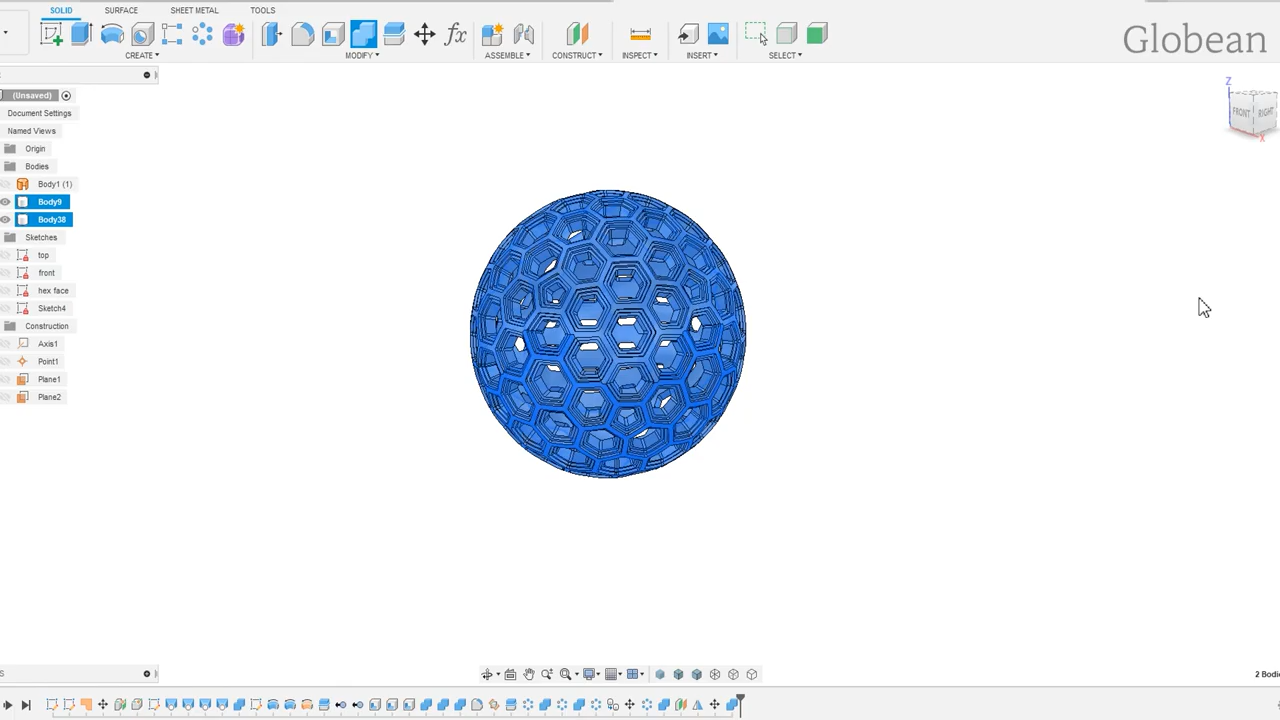 SOLID SURFACE SHEET METAL TOOLS
CREATE MODIFY ASSEMBLE CONSTRUCT INSPECT INSERT SELECT
Globean
(Unsaved)
Document Settings
Named Views
Origin
Bodies
Body1 (1)
Body9
Body38
Sketches
top
front
hex face
Sketch4
Construction
Axis1
Point1
Plane1
Plane2
Z
FRONT RIGHT
X
S
2 Bodie